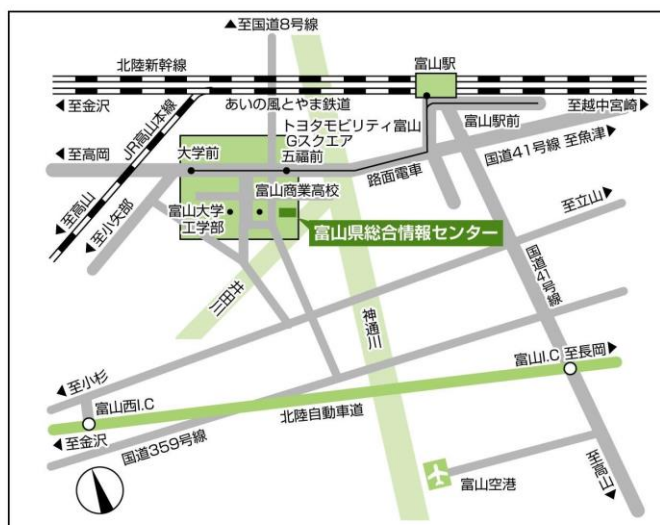 ▲至国道8号線
北陸新幹線
富山駅
◀至金沢
あいの風とやま鉄道
至越中宮崎▶
JR高山本線
トヨタモビリティ富山
Gスクエア
五福前
富山駅前
国道41号線 至魚津▶
◀至高岡
大学前
路面電車
◀至高山
◀至小矢部
富山商業高校
富山大学
工学部
富山県総合情報センター
至立山▶
国道41号線
井田川
神通川
◀至小杉
富山I.C
至長岡▶
富山西I.C
北陸自動車道
◀至金沢
国道359号線
富山空港
至高山▶